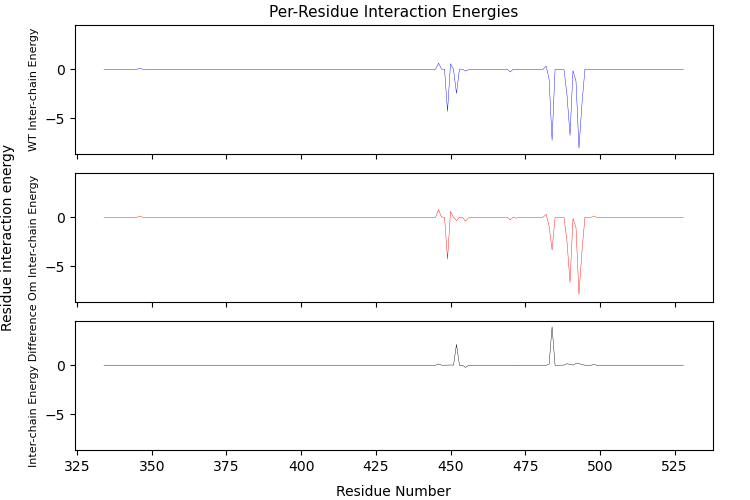 Per-Residue Interaction Energies
Residue interaction energy
WT Inter-chain Energy
0
−5
Om Inter-chain Energy
0
−5
Inter-chain Energy Difference
0
−5
325 350 375 400 425 450 475 500 525
Residue Number